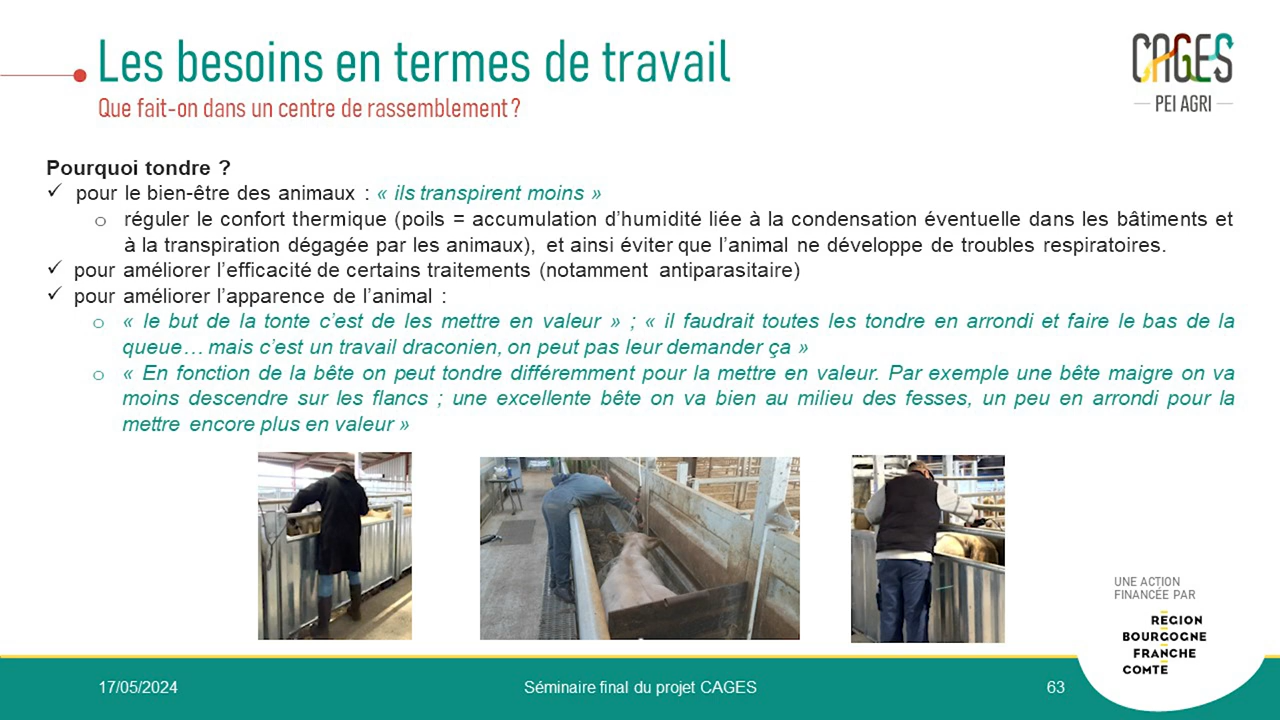 Les besoins en termes de travail
Que fait-on dans un centre de rassemblement ?
CAGES
PEI AGRI
Pourquoi tondre ?
✓ pour le bien-être des animaux : « ils transpirent moins »
o réguler le confort thermique (poils = accumulation d’humidité liée à la condensation éventuelle dans les bâtiments et
à la transpiration dégagée par les animaux), et ainsi éviter que l’animal ne développe de troubles respiratoires.
✓ pour améliorer l’efficacité de certains traitements (notamment antiparasitaire)
✓ pour améliorer l’apparence de l’animal :
o « le but de la tonte c’est de les mettre en valeur » ; « il faudrait toutes les tondre en arrondi et faire le bas de la
queue… mais c’est un travail draconien, on peut pas leur demander ça »
o « En fonction de la bête on peut tondre différemment pour la mettre en valeur. Par exemple une bête maigre on va
moins descendre sur les flancs ; une excellente bête on va bien au milieu des fesses, un peu en arrondi pour la
mettre encore plus en valeur »
UNE ACTION
FINANCÉE PAR
REGION
BOURGOGNE
FRANCHE
COMTE
17/05/2024
Séminaire final du projet CAGES
63